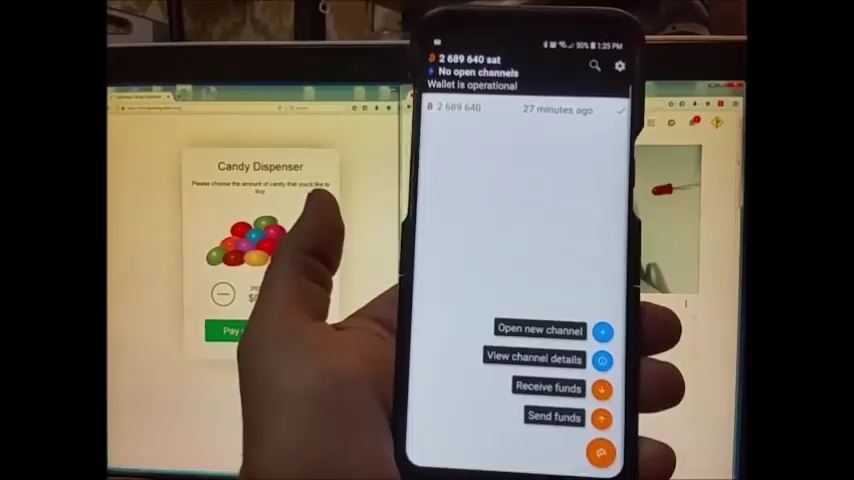 90% 1:25 PM
2 689 640 sat
No open channels
Wallet is operational
2 689 640 27 minutes ago
Open new channel
View channel details
Receive funds
Send funds
Candy Dispenser
Please choose the amount of candy that you'd like to
buy
Pay